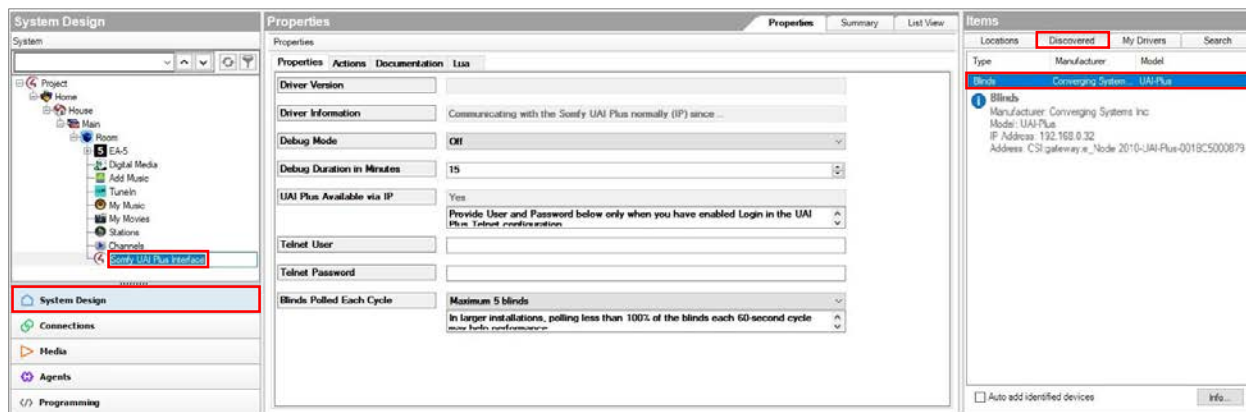 System Design
System
Project
Home
House
Main
Room
5 EA-5
Digital Media
Add Music
TuneIn
My Music
My Movies
Stations
Channels
Somfy UAI Plus Interface
System Design
Connections
Media
Agents
Programming
Properties
Properties Summary List View
Properties
Properties Actions Documentation Lua
Driver Version
Driver Information Communicating with the Somfy UAI Plus normally (IP) since ...
Debug Mode Off
Debug Duration in Minutes 15
UAI Plus Available via IP Yes
Provide User and Password below only when you have enabled Login in the UAI
Plus Telnet configuration
Telnet User
Telnet Password
Blinds Polled Each Cycle Maximum 5 blinds
In larger installations, polling less than 100% of the blinds each 60-second cycle
may help performance
Items
Locations Discovered My Drivers Search
Type Manufacturer Model
Blinds Converging System... UAI-Plus
Blinds
Manufacturer: Converging Systems Inc
Model: UAI-Plus
IP Address: 192.168.0.32
Address: CSI:gateway:e_Node 2010-UAI-Plus-001BC5000879
Auto add identified devices Info...